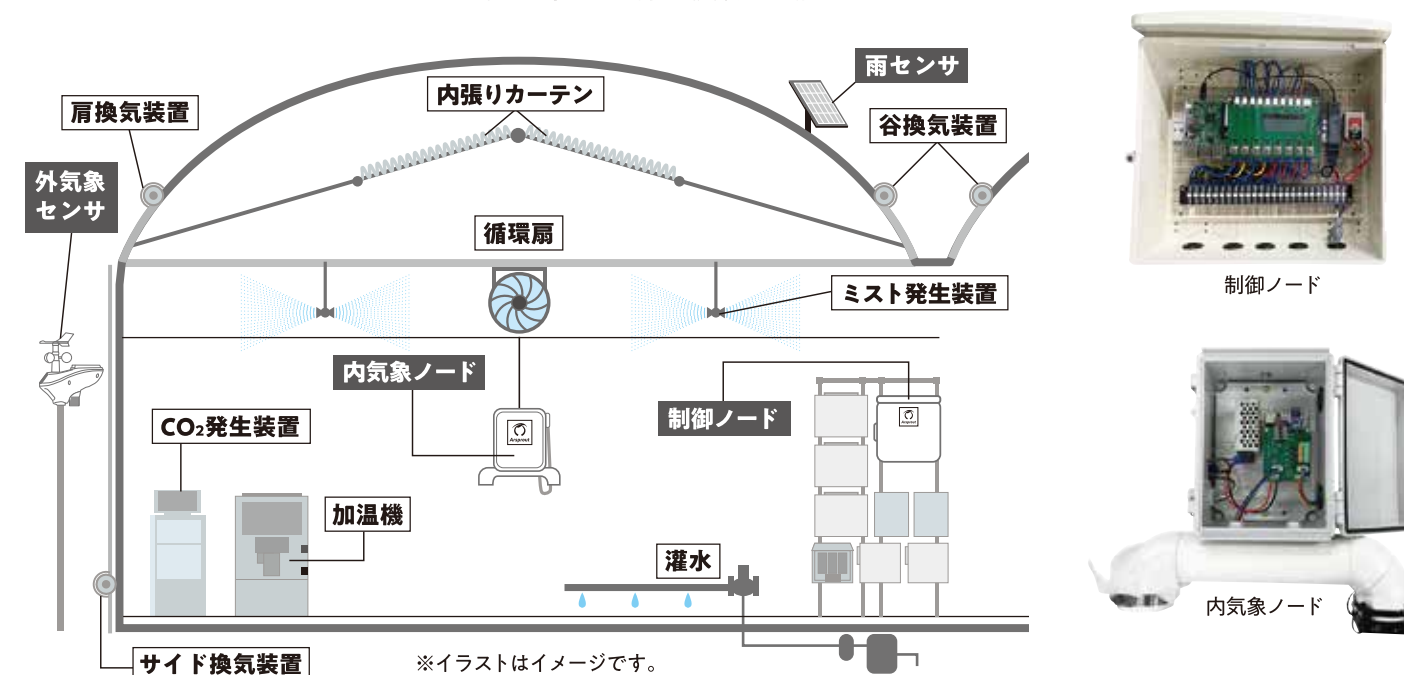 雨センサ
内張りカーテン
肩換気装置
谷換気装置
外気象
センサ
循環扇
ミスト発生装置
制御ノード
内気象ノード
Arsprout
制御ノード
Arsprout
CO₂発生装置
加温機
灌水
内気象ノード
サイド換気装置
※イラストはイメージです。